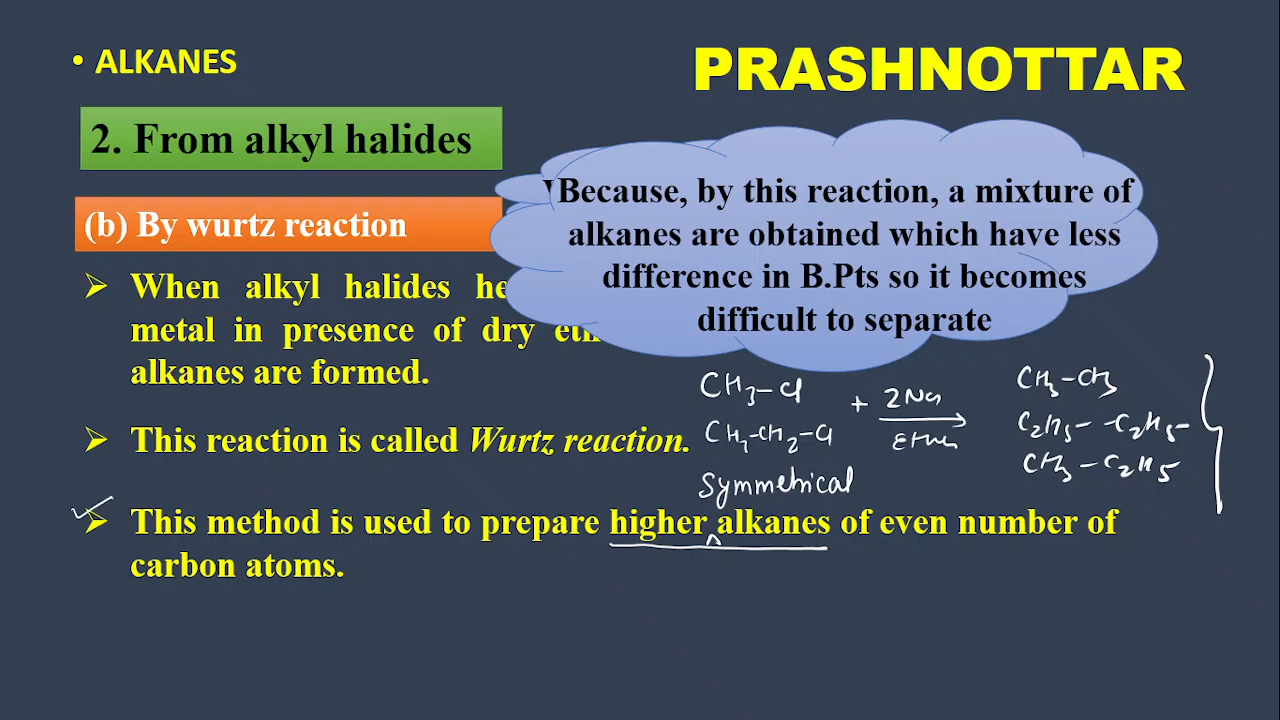 • ALKANES
PRASHNOTTAR
2. From alkyl halides
(b) By wurtz reaction
Because, by this reaction, a mixture of
alkanes are obtained which have less
difference in B.Pts so it becomes
difficult to separate
➢ When alkyl halides
metal in presence of dry
alkanes are formed.
CH3-Cl
CH3-CH2-Cl
+ 2Na
Ether
CH3-CH3
C2H5- -C2H5-
CH3-C2H5
➢ This reaction is called Wurtz reaction.
Symmetrical
➢ This method is used to prepare higher alkanes of even number of
carbon atoms.